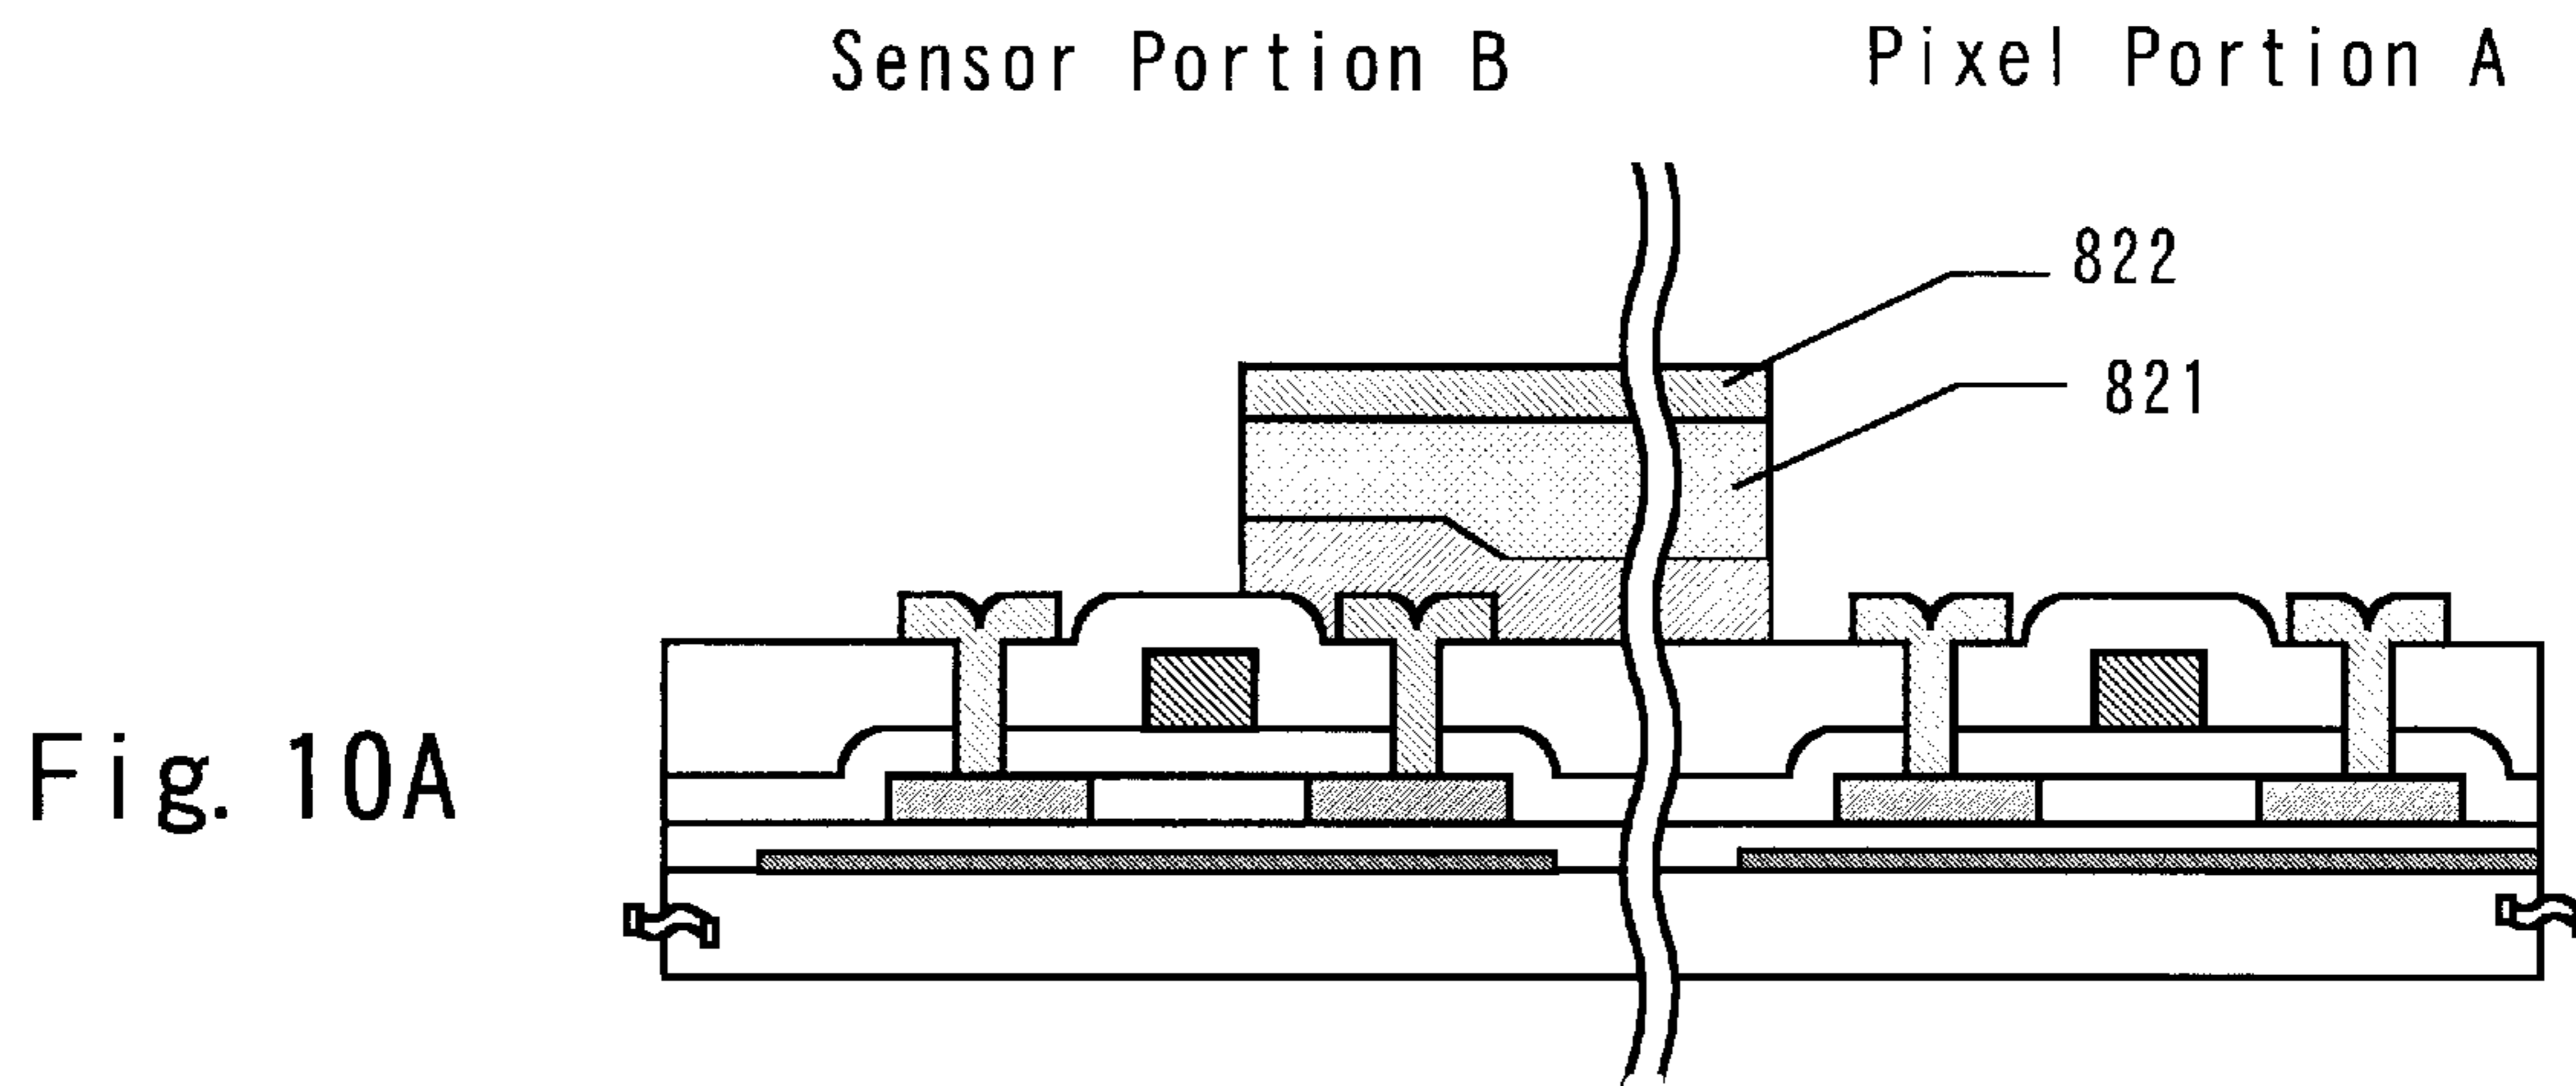 Sensor Portion B
Pixel Portion A
822
821
Fig. 10A